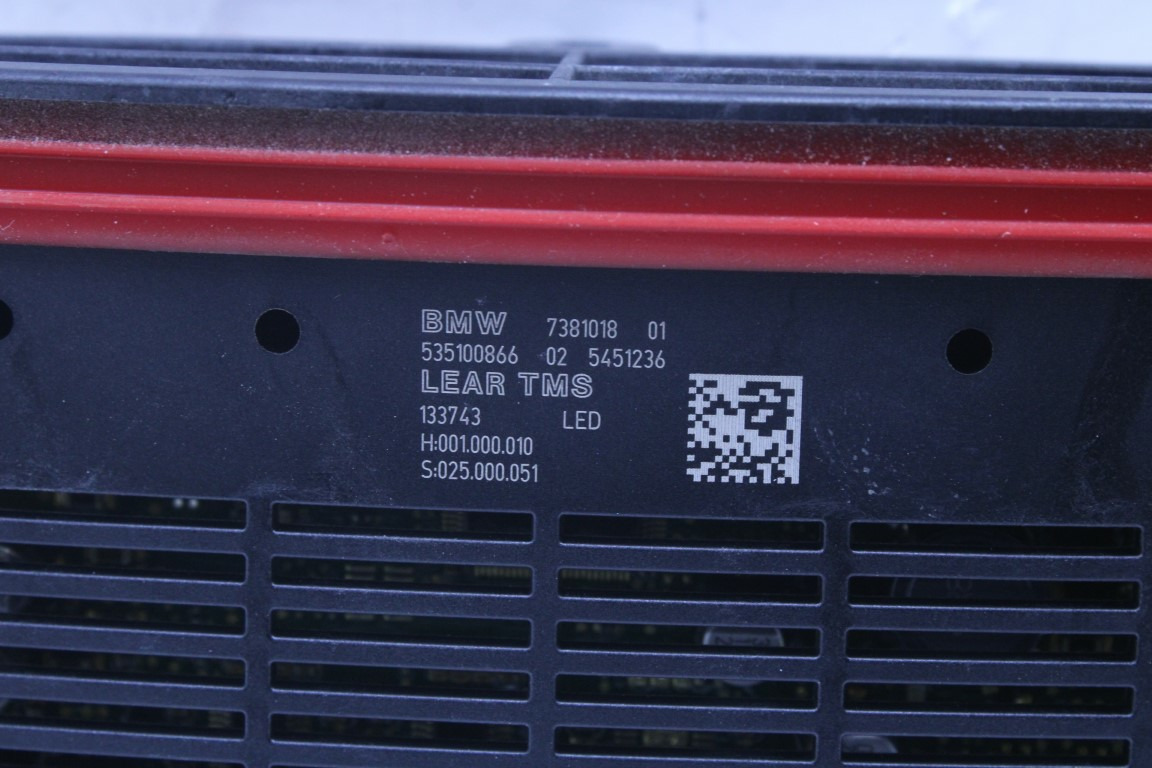 BMW 7381018 01
535100866 02 5451236
LEAR TMS
133743 LED
H:001.000.010
S:025.000.051